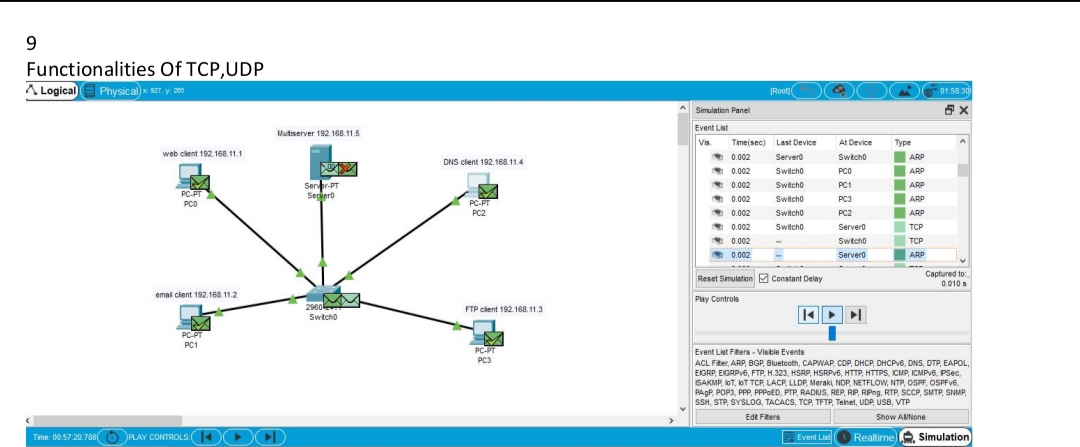 9
Functionalities Of TCP,UDP
Logical Physical x: 927, y: 265 [Root] 01:58:30
Simulation Panel
Event List
Vis. Time(sec) Last Device At Device Type
0.002 Server0 Switch0 ARP
0.002 Switch0 PC0 ARP
0.002 Switch0 PC1 ARP
0.002 Switch0 PC3 ARP
0.002 Switch0 PC2 ARP
0.002 Switch0 Server0 TCP
0.002 -- Switch0 TCP
0.002 -- Server0 ARP
Reset Simulation Constant Delay Captured to:
0.010 s
Play Controls
Event List Filters - Visible Events
ACL Filter, ARP, BGP, Bluetooth, CAPWAP, CDP, DHCP, DHCPv6, DNS, DTP, EAPOL,
EIGRP, EIGRPv6, FTP, H.323, HSRP, HSRPv6, HTTP, HTTPS, ICMP, ICMPv6, IPSec,
ISAKMP, IoT, IoT TCP, LACP, LLDP, Meraki, NDP, NETFLOW, NTP, OSPF, OSPFv6,
PAgP, POP3, PPP, PPPoED, PTP, RADIUS, REP, RIP, RIPng, RTP, SCCP, SMTP, SNMP,
SSH, STP, SYSLOG, TACACS, TCP, TFTP, Telnet, UDP, USB, VTP
Edit Filters Show All/None
Multiserver 192.168.11.5
Server-PT
Server0
web client 192.168.11.1
PC-PT
PC0
DNS client 192.168.11.4
PC-PT
PC2
email client 192.168.11.2
PC-PT
PC1
Switch0
FTP client 192.168.11.3
PC-PT
PC3
Time: 00:57:20.788 PLAY CONTROLS: Event List Realtime Simulation